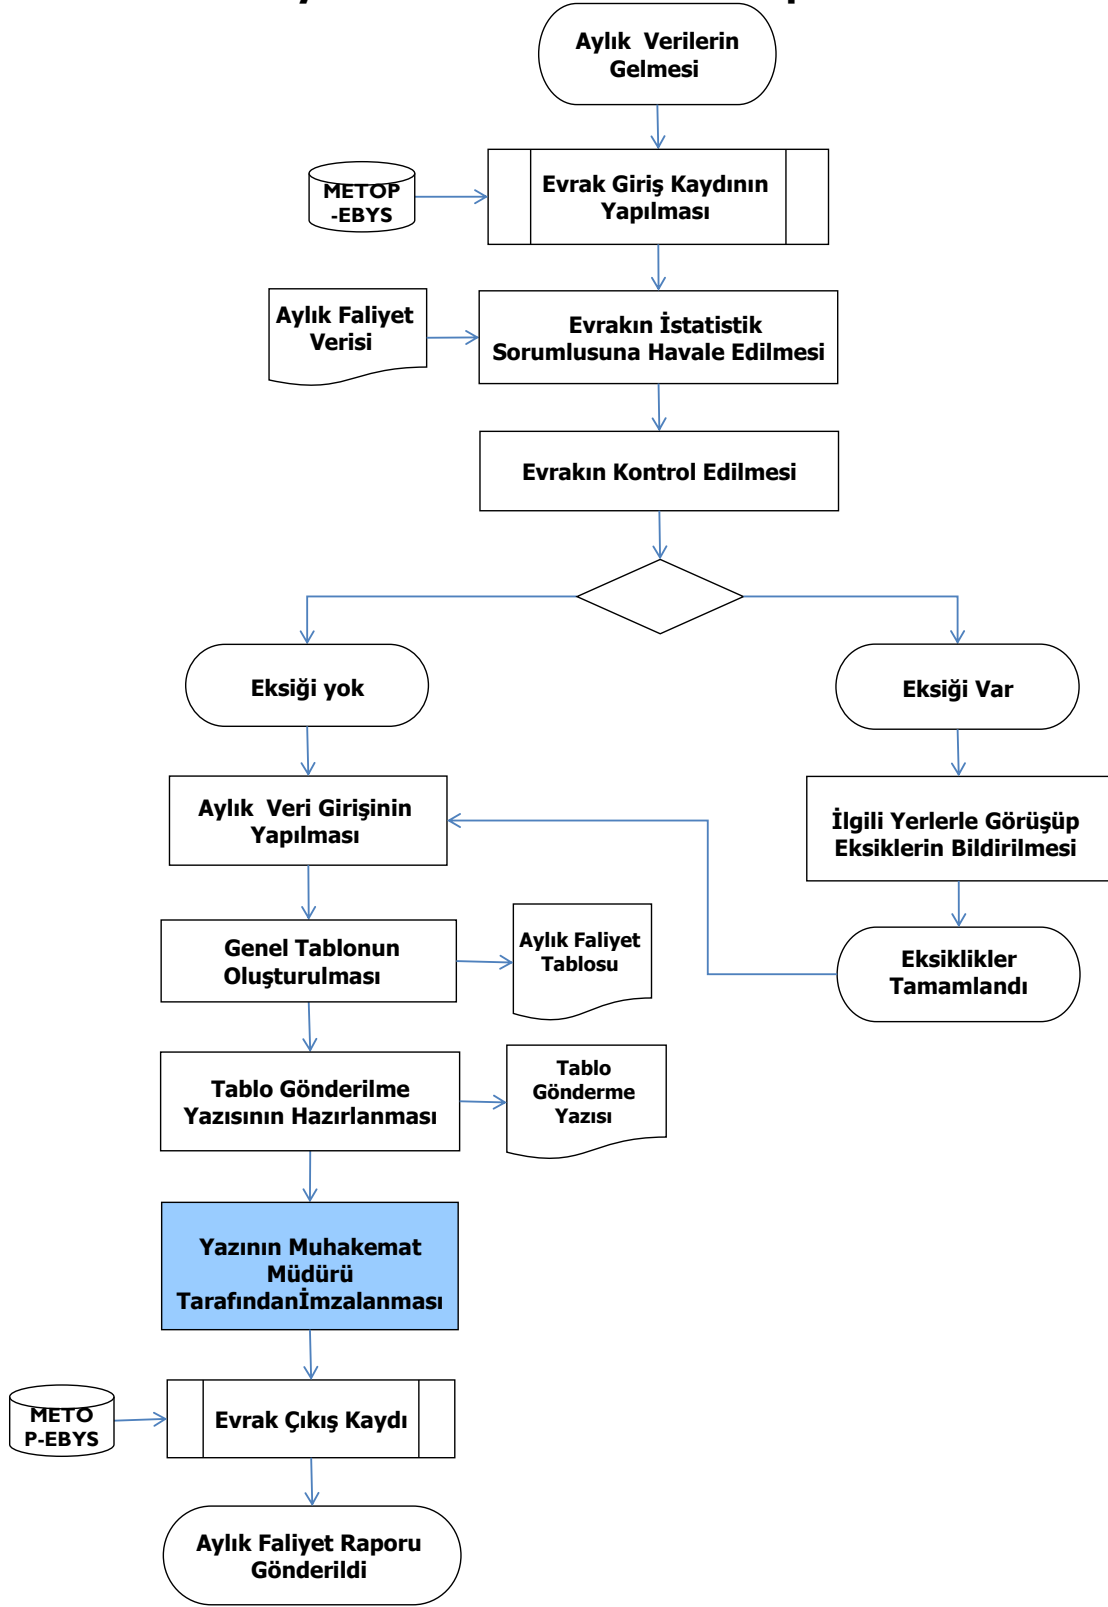 Aylık  Verilerin
Gelmesi
METOP
-EBYS
Evrak Giriş Kaydının
Yapılması
Aylık Faliyet
Verisi
Evrakın İstatistik
Sorumlusuna Havale Edilmesi
Evrakın Kontrol Edilmesi
Eksiği yok
Eksiği Var
Aylık  Veri Girişinin
Yapılması
İlgili Yerlerle Görüşüp
Eksiklerin Bildirilmesi
Genel Tablonun
Oluşturulması
Aylık Faliyet
Tablosu
Eksiklikler
Tamamlandı
Tablo Gönderilme
Yazısının Hazırlanması
Tablo
Gönderme
Yazısı
Yazının Muhakemat
Müdürü
Tarafındanİmzalanması
METO
P-EBYS
Evrak Çıkış Kaydı
Aylık Faliyet Raporu
Gönderildi